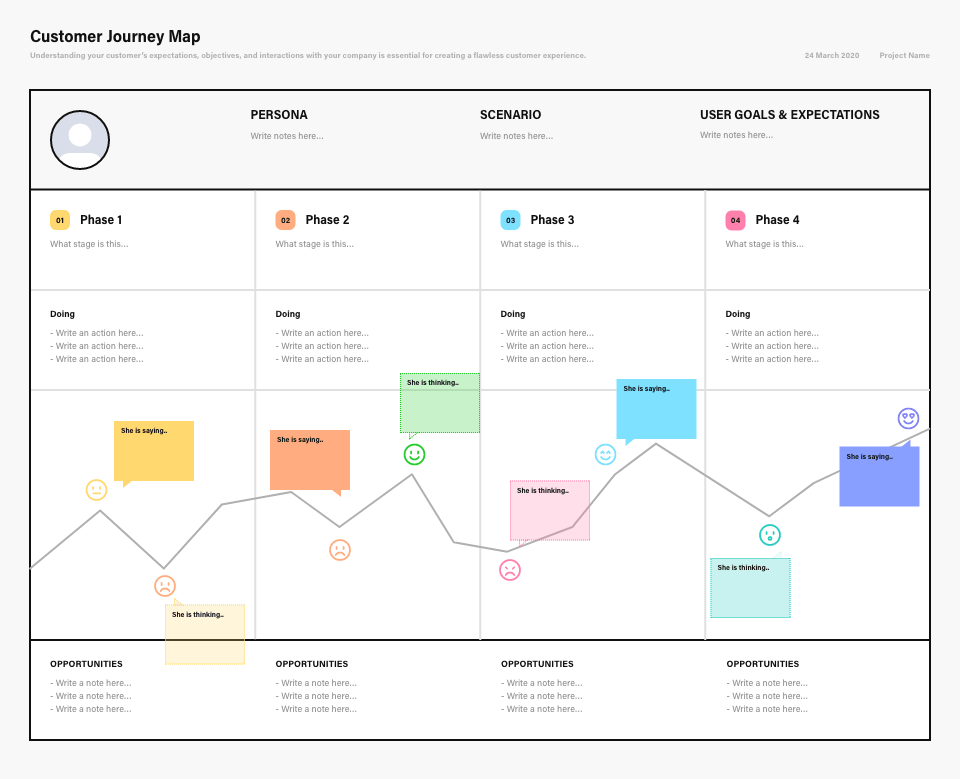 Customer Journey Map
Understanding your customer's expectations, objectives, and interactions with your company is essential for creating a flawless customer experience.
24 March 2020
Project Name
PERSONA
Write notes here...
SCENARIO
Write notes here...
USER GOALS & EXPECTATIONS
Write notes here...
01 Phase 1
What stage is this...
02 Phase 2
What stage is this...
03 Phase 3
What stage is this...
04 Phase 4
What stage is this...
Doing
- Write an action here...
- Write an action here...
- Write an action here...
Doing
- Write an action here...
- Write an action here...
- Write an action here...
Doing
- Write an action here...
- Write an action here...
- Write an action here...
Doing
- Write an action here...
- Write an action here...
- Write an action here...
She is saying..
She is thinking..
She is saying..
She is thinking..
She is thinking..
She is saying..
She is thinking..
She is saying..
OPPORTUNITIES
- Write a note here...
- Write a note here...
- Write a note here...
OPPORTUNITIES
- Write a note here...
- Write a note here...
- Write a note here...
OPPORTUNITIES
- Write a note here...
- Write a note here...
- Write a note here...
OPPORTUNITIES
- Write a note here...
- Write a note here...
- Write a note here...